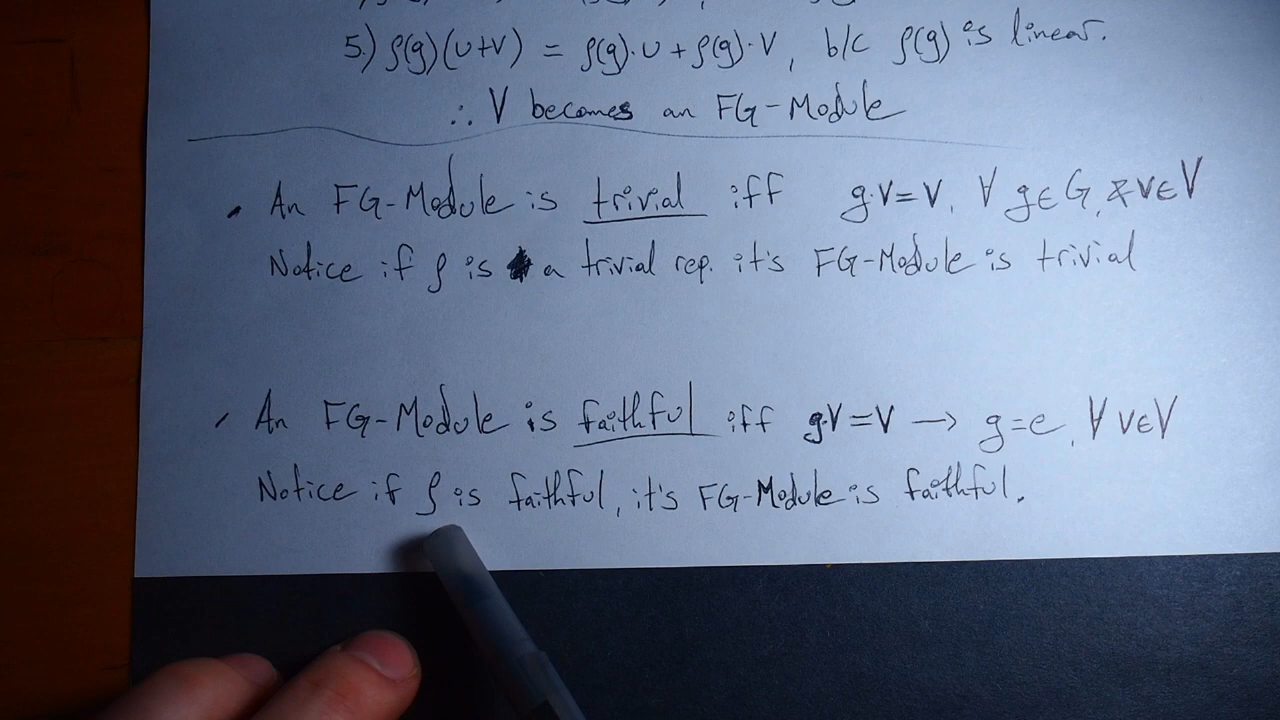 5.) ρ(g)(u+v) = ρ(g)·u + ρ(g)·v, b/c ρ(g) is linear.
∴ V becomes an FG-Module
• An FG-Module is trivial iff g·v=v, ∀ g∈G, & v∈V
Notice if ρ is a trivial rep. it's FG-Module is trivial
• An FG-Module is faithful iff g·v=v → g=e, ∀ v∈V
Notice if ρ is faithful, it's FG-Module is faithful.